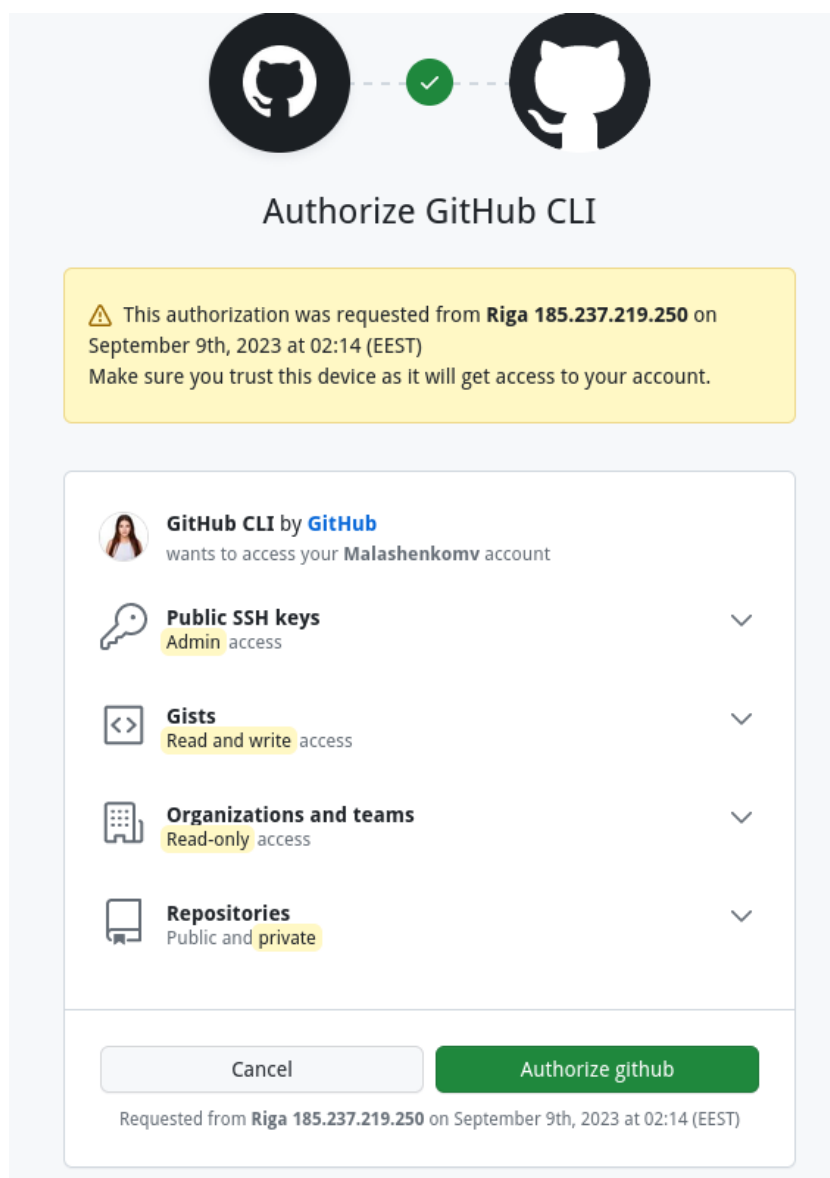 Authorize GitHub CLI
This authorization was requested from Riga 185.237.219.250 on
September 9th, 2023 at 02:14 (EEST)
Make sure you trust this device as it will get access to your account.
GitHub CLI by GitHub
wants to access your Malashenkomv account
Public SSH keys
Admin access
Gists
Read and write access
Organizations and teams
Read-only access
Repositories
Public and private
Cancel
Authorize github
Requested from Riga 185.237.219.250 on September 9th, 2023 at 02:14 (EEST)